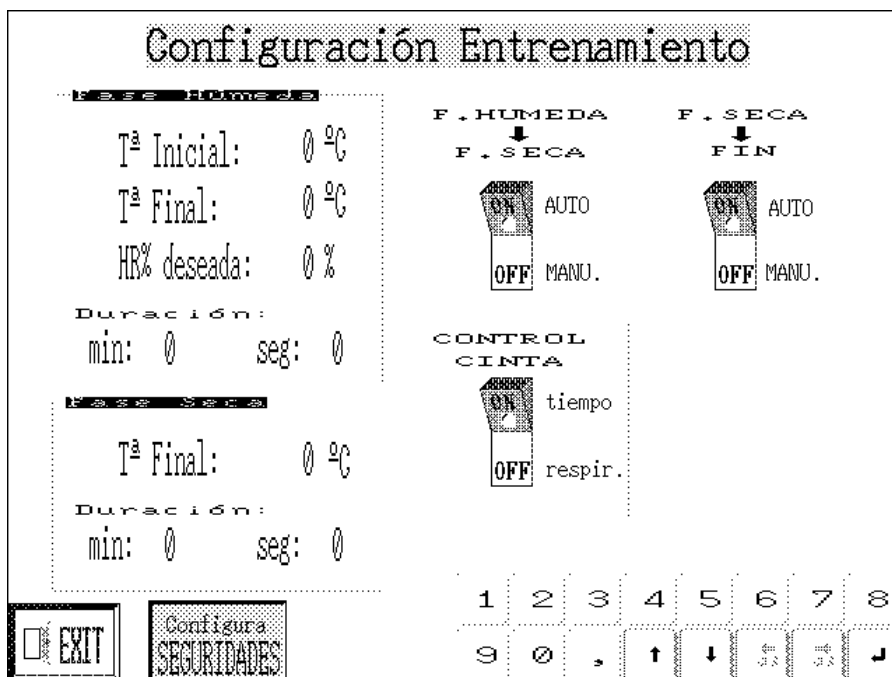 Configuración Entrenamiento
Fase HÚmeda
Tª Inicial: 0 ºC
Tª Final: 0 ºC
HR% deseada: 0 %
Duración:
min: 0 seg: 0
Fase Seca
Tª Final: 0 ºC
Duración:
min: 0 seg: 0
F.HUMEDA
F.SECA
ON AUTO
OFF MANU.
F.SECA
FIN
ON AUTO
OFF MANU.
CONTROL
CINTA
ON tiempo
OFF respir.
EXIT
Configura
SEGURIDADES
1 2 3 4 5 6 7 8
9 0 .